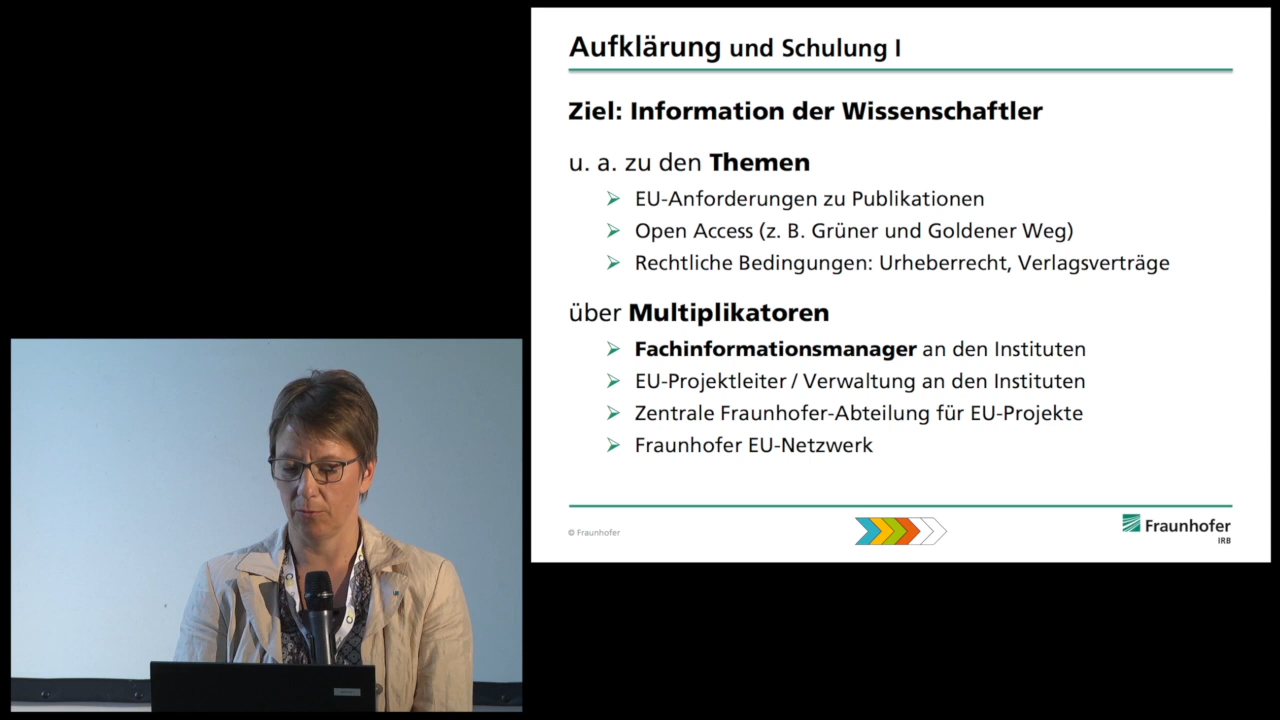 Aufklärung und Schulung I
Ziel: Information der Wissenschaftler
u. a. zu den Themen
EU-Anforderungen zu Publikationen
Open Access (z. B. Grüner und Goldener Weg)
Rechtliche Bedingungen: Urheberrecht, Verlagsverträge
über Multiplikatoren
Fachinformationsmanager an den Instituten
EU-Projektleiter / Verwaltung an den Instituten
Zentrale Fraunhofer-Abteilung für EU-Projekte
Fraunhofer EU-Netzwerk
© Fraunhofer
Fraunhofer
IRB